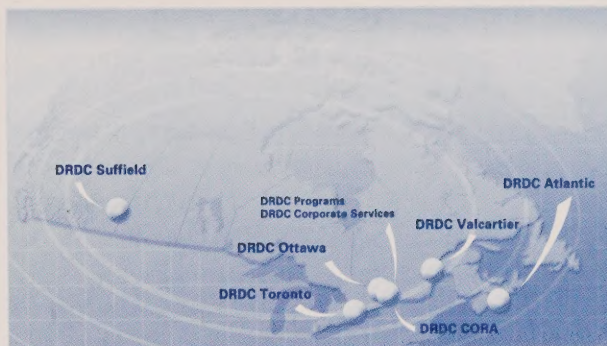 DRDC Suffield
DRDC Atlantic
DRDC Programs
DRDC Corporate Services
DRDC Valcartier
DRDC Ottawa
DRDC Toronto
DRDC CORA